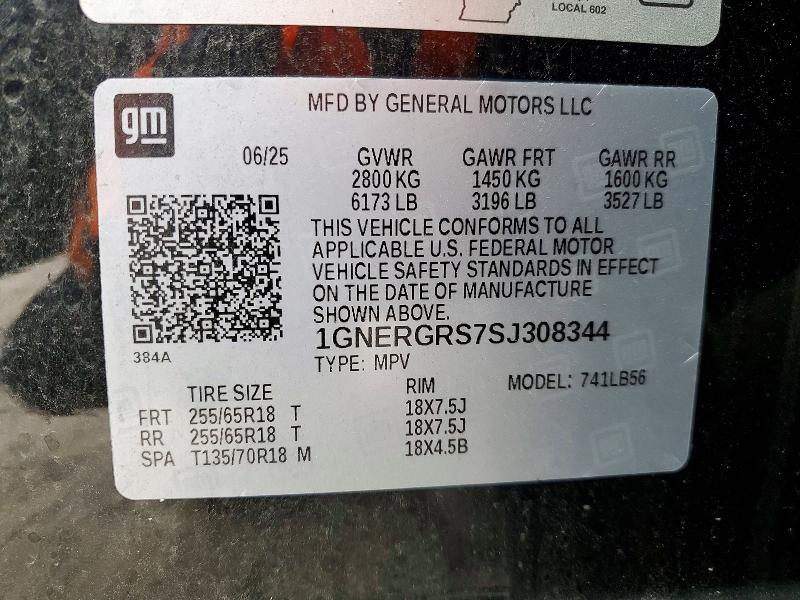 LOCAL 602
gm
MFD BY GENERAL MOTORS LLC
06/25 GVWR GAWR FRT GAWR RR
2800 KG 1450 KG 1600 KG
6173 LB 3196 LB 3527 LB
THIS VEHICLE CONFORMS TO ALL
APPLICABLE U.S. FEDERAL MOTOR
VEHICLE SAFETY STANDARDS IN EFFECT
ON THE DATE OF MANUFACTURE
SHOWN ABOVE.
1GNERGRS7SJ308344
384A
TYPE: MPV
MODEL: 741LB56
TIRE SIZE RIM
FRT 255/65R18 T 18X7.5J
RR 255/65R18 T 18X7.5J
SPA T135/70R18 M 18X4.5B